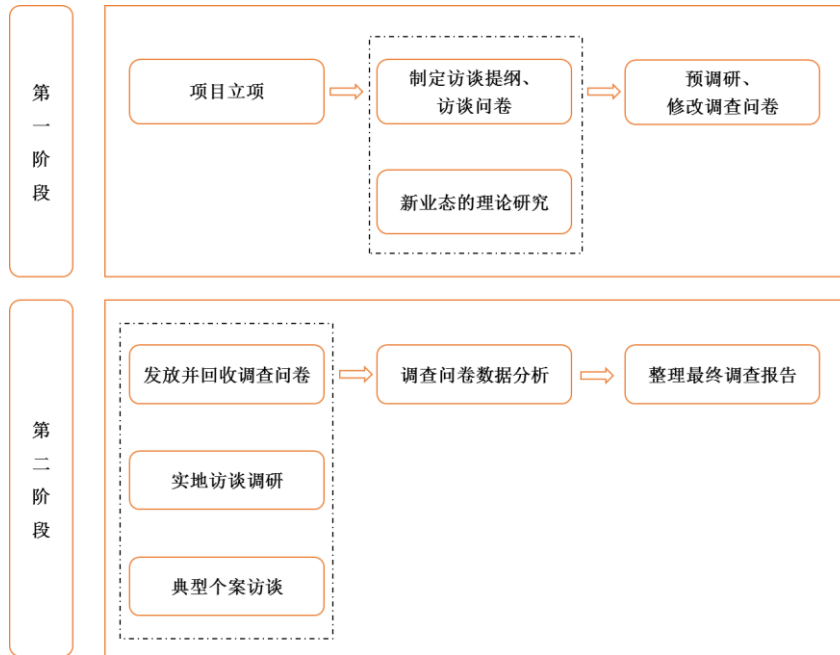 第一阶段
项目立项
制定访谈提纲、
访谈问卷
预调研、
修改调查问卷
新业态的理论研究
第二阶段
发放并回收调查问卷
调查问卷数据分析
整理最终调查报告
实地访谈调研
典型个案访谈